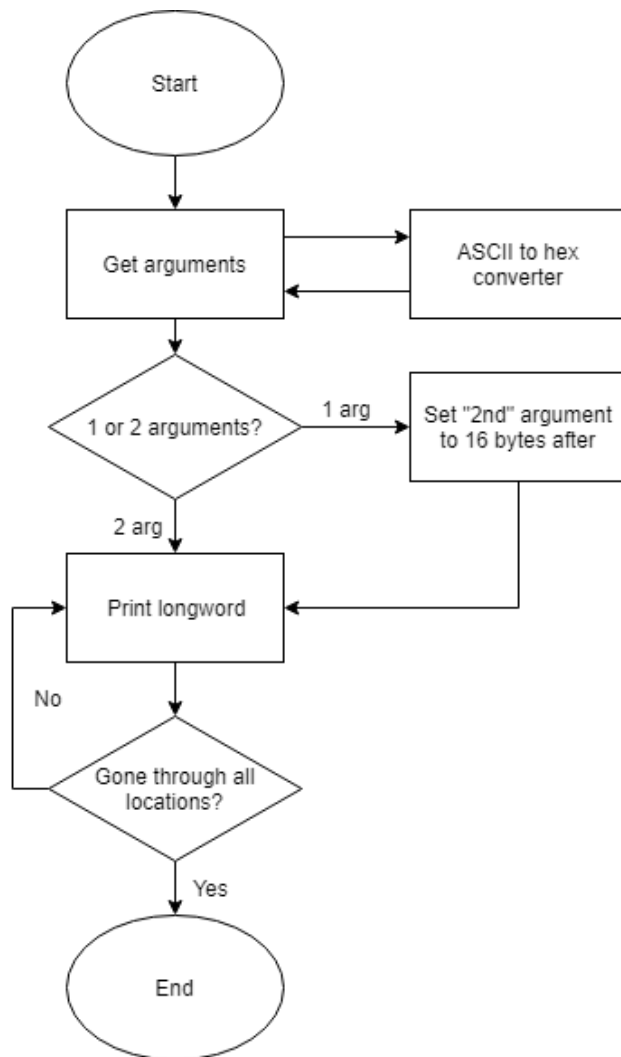 Start
Get arguments
ASCII to hex
converter
1 or 2 arguments?
1 arg
Set "2nd" argument
to 16 bytes after
2 arg
Print longword
No
Gone through all
locations?
Yes
End